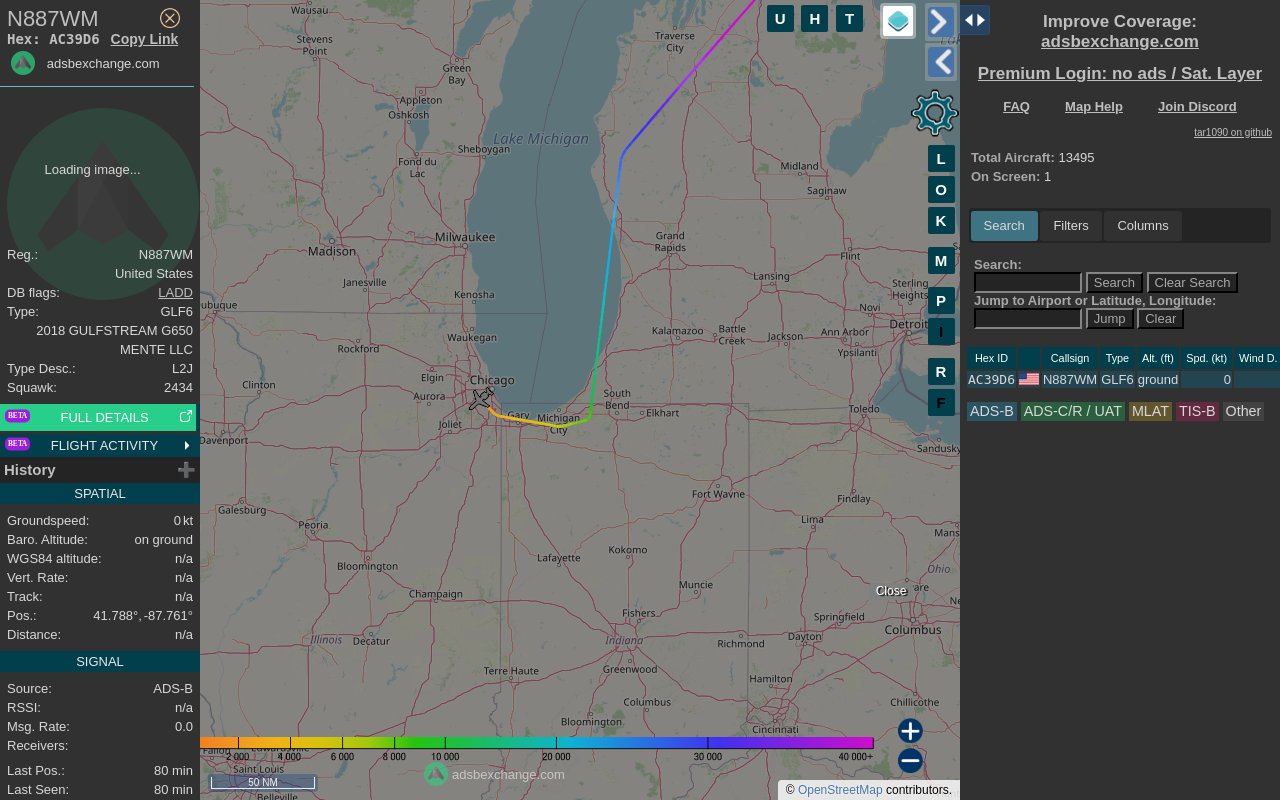 N887WM
Hex: AC39D6 Copy Link
adsbexchange.com
Loading image...
Reg.: N887WM
United States
DB flags: LADD
Type: GLF6
2018 GULFSTREAM G650
MENTE LLC
Type Desc.: L2J
Squawk: 2434
BETA FULL DETAILS
BETA FLIGHT ACTIVITY
History
SPATIAL
Groundspeed: 0 kt
Baro. Altitude: on ground
WGS84 altitude: n/a
Vert. Rate: n/a
Track: n/a
Pos.: 41.788°, -87.761°
Distance: n/a
SIGNAL
Source: ADS-B
RSSI: n/a
Msg. Rate: 0.0
Receivers:
Last Pos.: 80 min
Last Seen: 80 min
U H T
L
O
K
M
P
I
R
F
Wausau
Stevens
Point
Green
Bay
Traverse
City
Appleton
Oshkosh
Lake Michigan
Sheboygan
Fond du
Lac
Midland
Saginaw
Milwaukee
Madison
Grand
Rapids
Flint
Janesville
Lansing
Sterling
Heights
Kenosha
Novi
Detroit
Waukegan
Kalamazoo
Battle
Creek
Jackson
Ann Arbor
Ypsilanti
Rockford
Elgin
Chicago
Aurora
Clinton
South
Bend
Gary
Michigan
City
Elkhart
Toledo
Joliet
Davenport
Sandusky
Fort Wayne
Findlay
Galesburg
Peoria
Lima
Kokomo
Lafayette
Bloomington
Ohio
Muncie
Champaign
Close
Fishers
Springfield
Columbus
Illinois
Decatur
Indiana
Richmond
Dayton
Terre Haute
Greenwood
Hamilton
Columbus
Chillicothe
Bloomington
Cincinnati
Edwardsville
Saint Louis
Belleville
2 000 4 000 6 000 8 000 10 000 20 000 30 000 40 000+
50 NM
adsbexchange.com
© OpenStreetMap contributors.
Improve Coverage:
adsbexchange.com
Premium Login: no ads / Sat. Layer
FAQ Map Help Join Discord
tar1090 on github
Total Aircraft: 13495
On Screen: 1
Search Filters Columns
Search:
Search Clear Search
Jump to Airport or Latitude, Longitude:
Jump Clear
Hex ID Callsign Type Alt. (ft) Spd. (kt) Wind D.
AC39D6 N887WM GLF6 ground 0
ADS-B ADS-C/R / UAT MLAT TIS-B Other